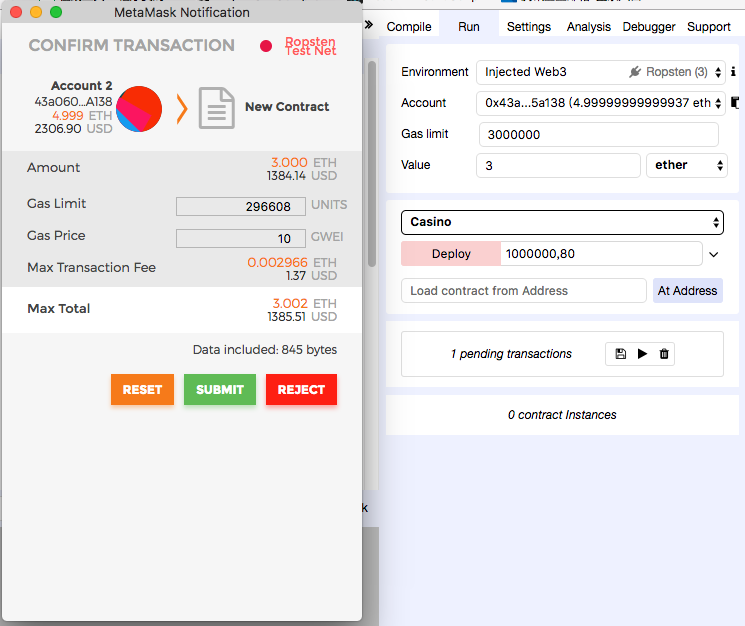 MetaMask Notification
CONFIRM TRANSACTION
Ropsten
Test Net
Account 2
43a060...A138
4.999 ETH
2306.90 USD
New Contract
Amount
3.000 ETH
1384.14 USD
Gas Limit
296608 UNITS
Gas Price
10 GWEI
Max Transaction Fee
0.002966 ETH
1.37 USD
Max Total
3.002 ETH
1385.51 USD
Data included: 845 bytes
RESET SUBMIT REJECT
» Compile Run Settings Analysis Debugger Support
Environment Injected Web3 Ropsten (3)
Account 0x43a...5a138 (4.99999999999937 eth
Gas limit 3000000
Value 3 ether
Casino
Deploy 1000000,80
Load contract from Address At Address
1 pending transactions
0 contract Instances
k